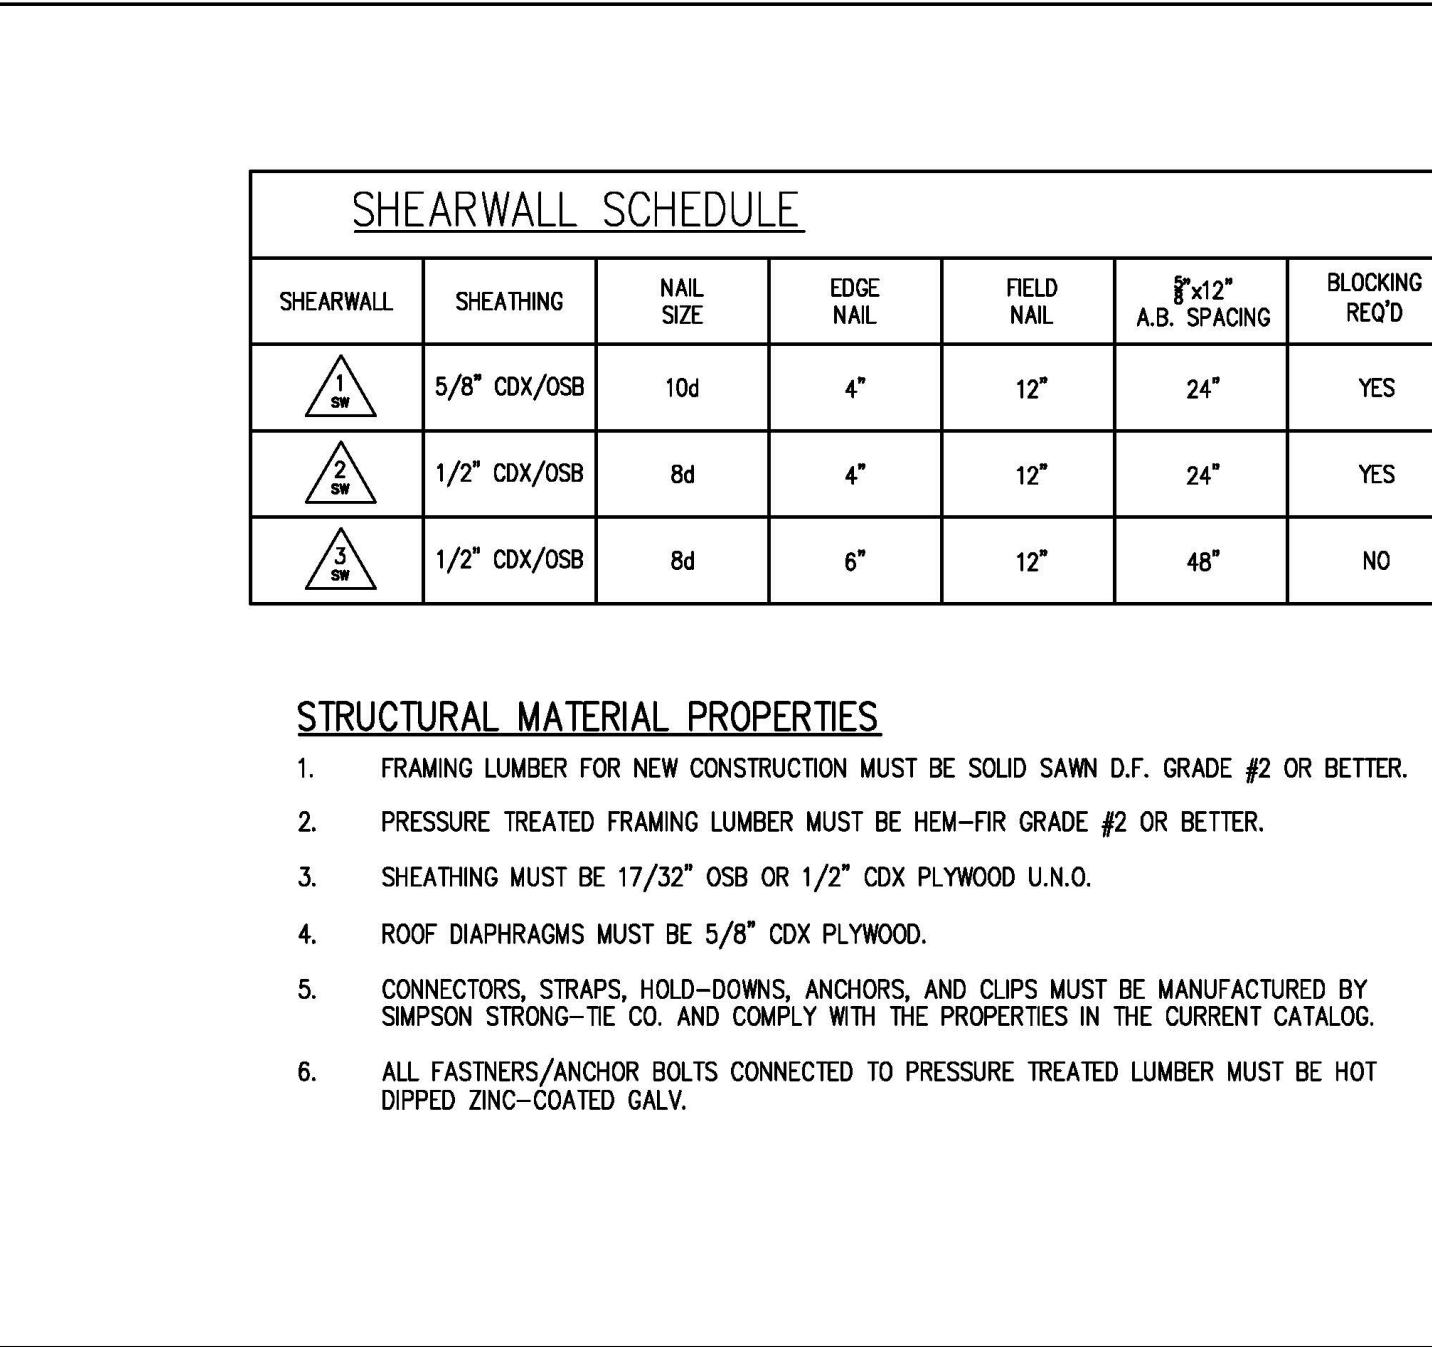 SHEARWALL SCHEDULE
SHEARWALL SHEATHING NAIL SIZE EDGE NAIL FIELD NAIL 5/8"x12" A.B. SPACING BLOCKING REQ'D
1 SW 5/8" CDX/OSB 10d 4" 12" 24" YES
2 SW 1/2" CDX/OSB 8d 4" 12" 24" YES
3 SW 1/2" CDX/OSB 8d 6" 12" 48" NO
STRUCTURAL MATERIAL PROPERTIES
1. FRAMING LUMBER FOR NEW CONSTRUCTION MUST BE SOLID SAWN D.F. GRADE #2 OR BETTER.
2. PRESSURE TREATED FRAMING LUMBER MUST BE HEM-FIR GRADE #2 OR BETTER.
3. SHEATHING MUST BE 17/32" OSB OR 1/2" CDX PLYWOOD U.N.O.
4. ROOF DIAPHRAGMS MUST BE 5/8" CDX PLYWOOD.
5. CONNECTORS, STRAPS, HOLD-DOWNS, ANCHORS, AND CLIPS MUST BE MANUFACTURED BY
SIMPSON STRONG-TIE CO. AND COMPLY WITH THE PROPERTIES IN THE CURRENT CATALOG.
6. ALL FASTNERS/ANCHOR BOLTS CONNECTED TO PRESSURE TREATED LUMBER MUST BE HOT
DIPPED ZINC-COATED GALV.